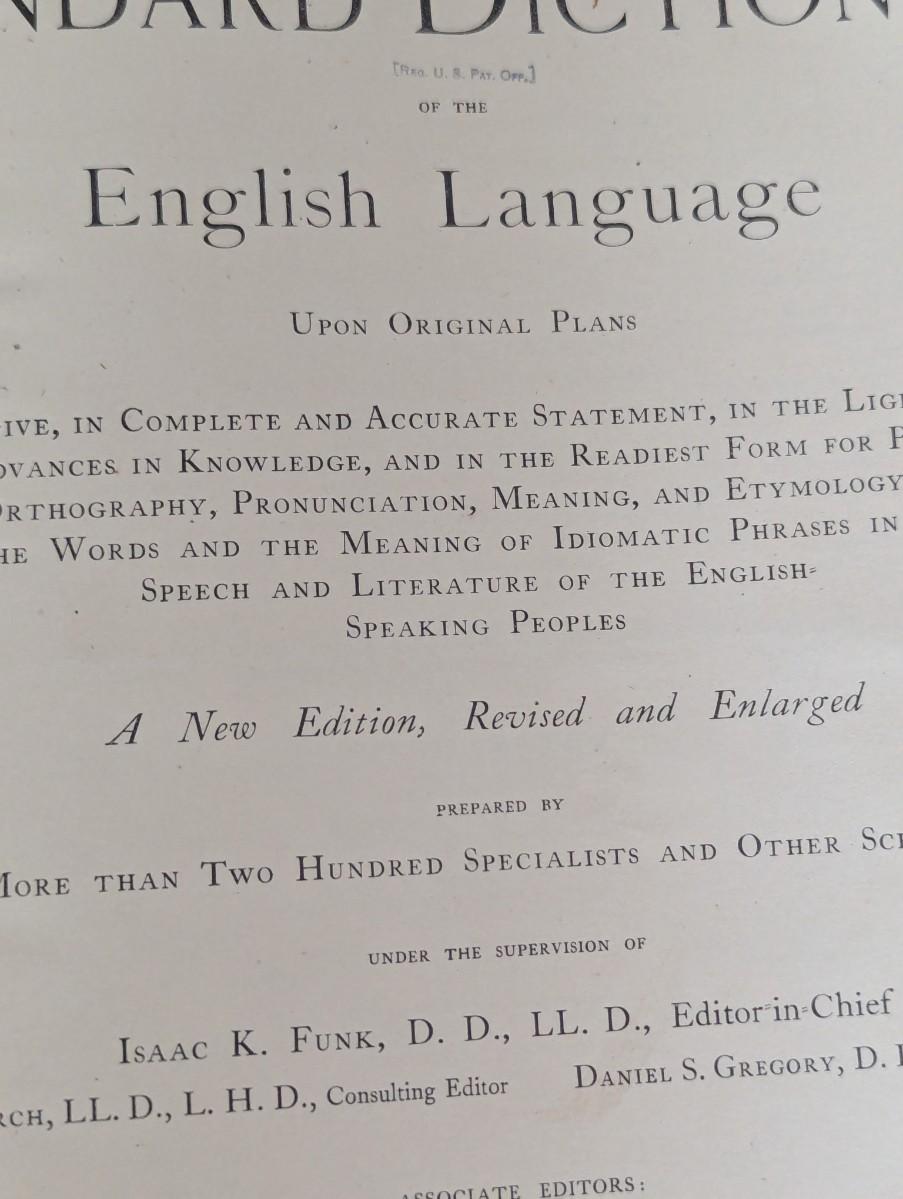 NDARD DICTION
[REG. U. S. PAT. OFF.]
OF THE
English Language
UPON ORIGINAL PLANS
IVE, IN COMPLETE AND ACCURATE STATEMENT, IN THE LIG
DVANCES IN KNOWLEDGE, AND IN THE READIEST FORM FOR P
ORTHOGRAPHY, PRONUNCIATION, MEANING, AND ETYMOLOGY
HE WORDS AND THE MEANING OF IDIOMATIC PHRASES IN
SPEECH AND LITERATURE OF THE ENGLISH-
SPEAKING PEOPLES
A New Edition, Revised and Enlarged
PREPARED BY
MORE THAN TWO HUNDRED SPECIALISTS AND OTHER SCH
UNDER THE SUPERVISION OF
ISAAC K. FUNK, D. D., LL. D., Editor-in-Chief
RCH, LL. D., L. H. D., Consulting Editor DANIEL S. GREGORY, D. D
ASSOCIATE EDITORS: